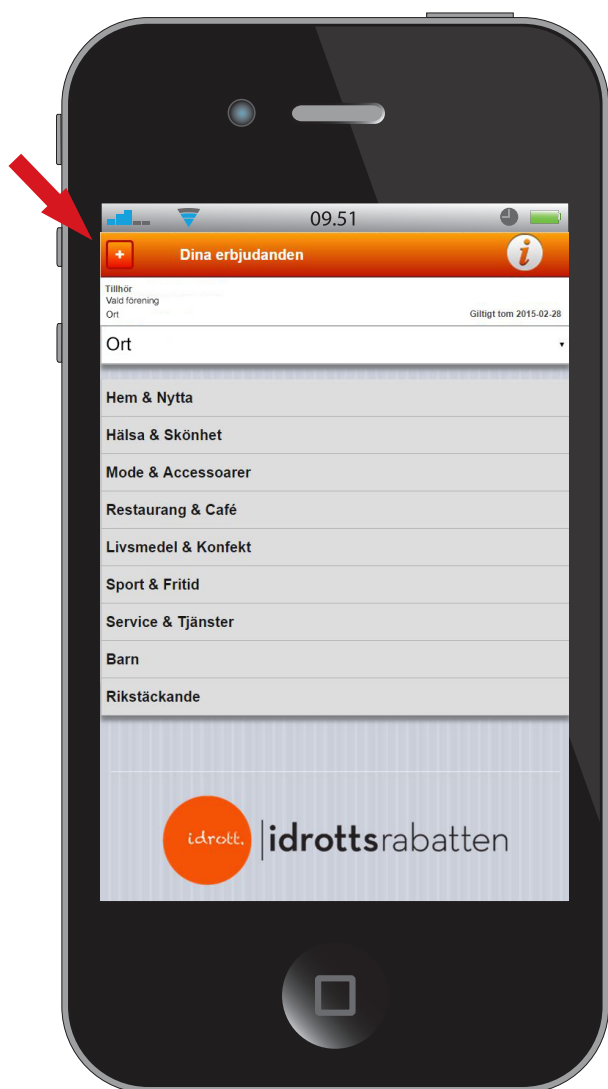 09.51
+ Dina erbjudanden i
Tillhör
Vald förening
Ort Giltigt tom 2015-02-28
Ort
Hem & Nytta
Hälsa & Skönhet
Mode & Accessoarer
Restaurang & Café
Livsmedel & Konfekt
Sport & Fritid
Service & Tjänster
Barn
Rikstäckande
idrott. |idrottsrabatten